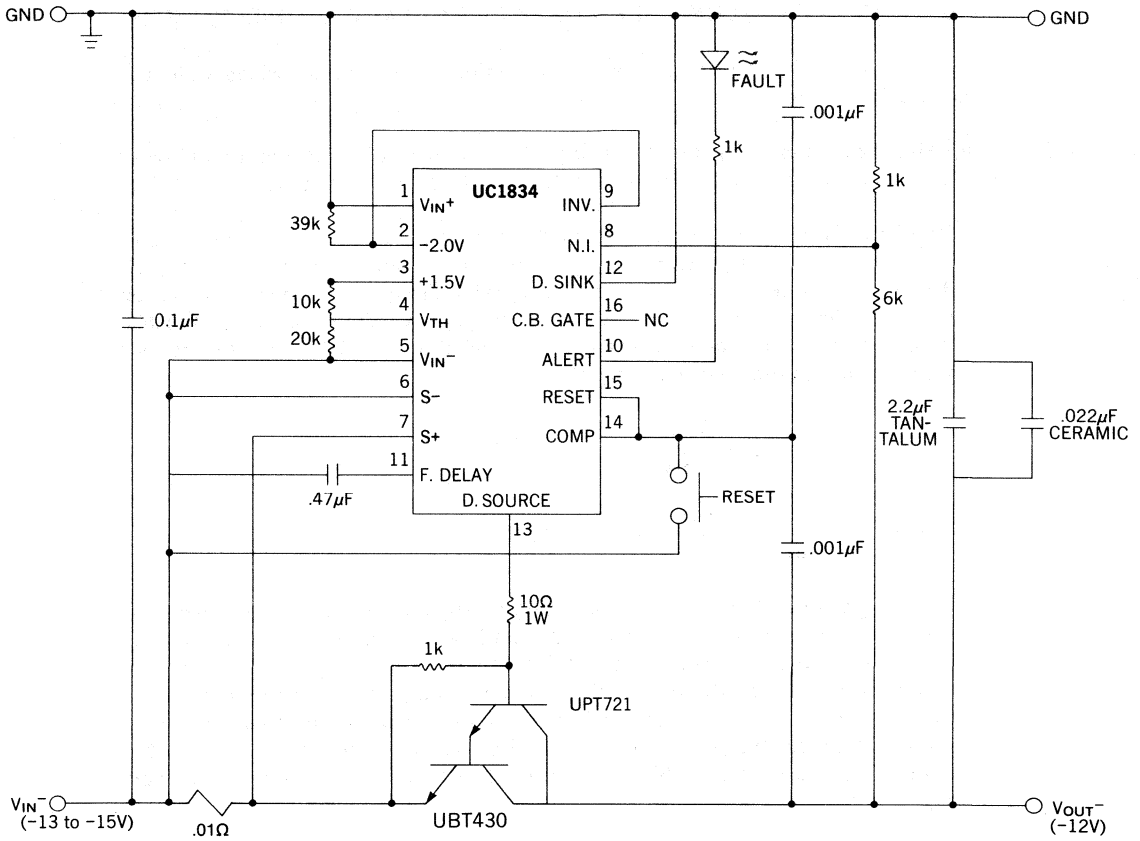 GND
GND
FAULT
.001µF
1k
1k
UC1834
1
VIN+
INV.
9
39k
2
-2.0V
N.I.
8
3
+1.5V
D. SINK
12
10k
4
VTH
C.B. GATE
16
NC
6k
0.1µF
20k
5
VIN-
ALERT
10
6
S-
RESET
15
7
S+
COMP
14
2.2µF
TAN-
TALUM
.022µF
CERAMIC
11
F. DELAY
.47µF
D. SOURCE
RESET
13
.001µF
10Ω
1W
1k
UPT721
VIN-
(-13 to -15V)
.01Ω
UBT430
VOUT-
(-12V)